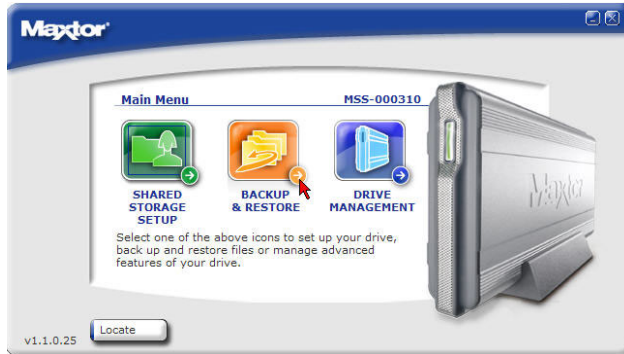 Maxtor
Main Menu MSS-000310
SHARED STORAGE SETUP
BACKUP & RESTORE
DRIVE MANAGEMENT
Select one of the above icons to set up your drive,
back up and restore files or manage advanced
features of your drive.
Maxtor
v1.1.0.25 Locate